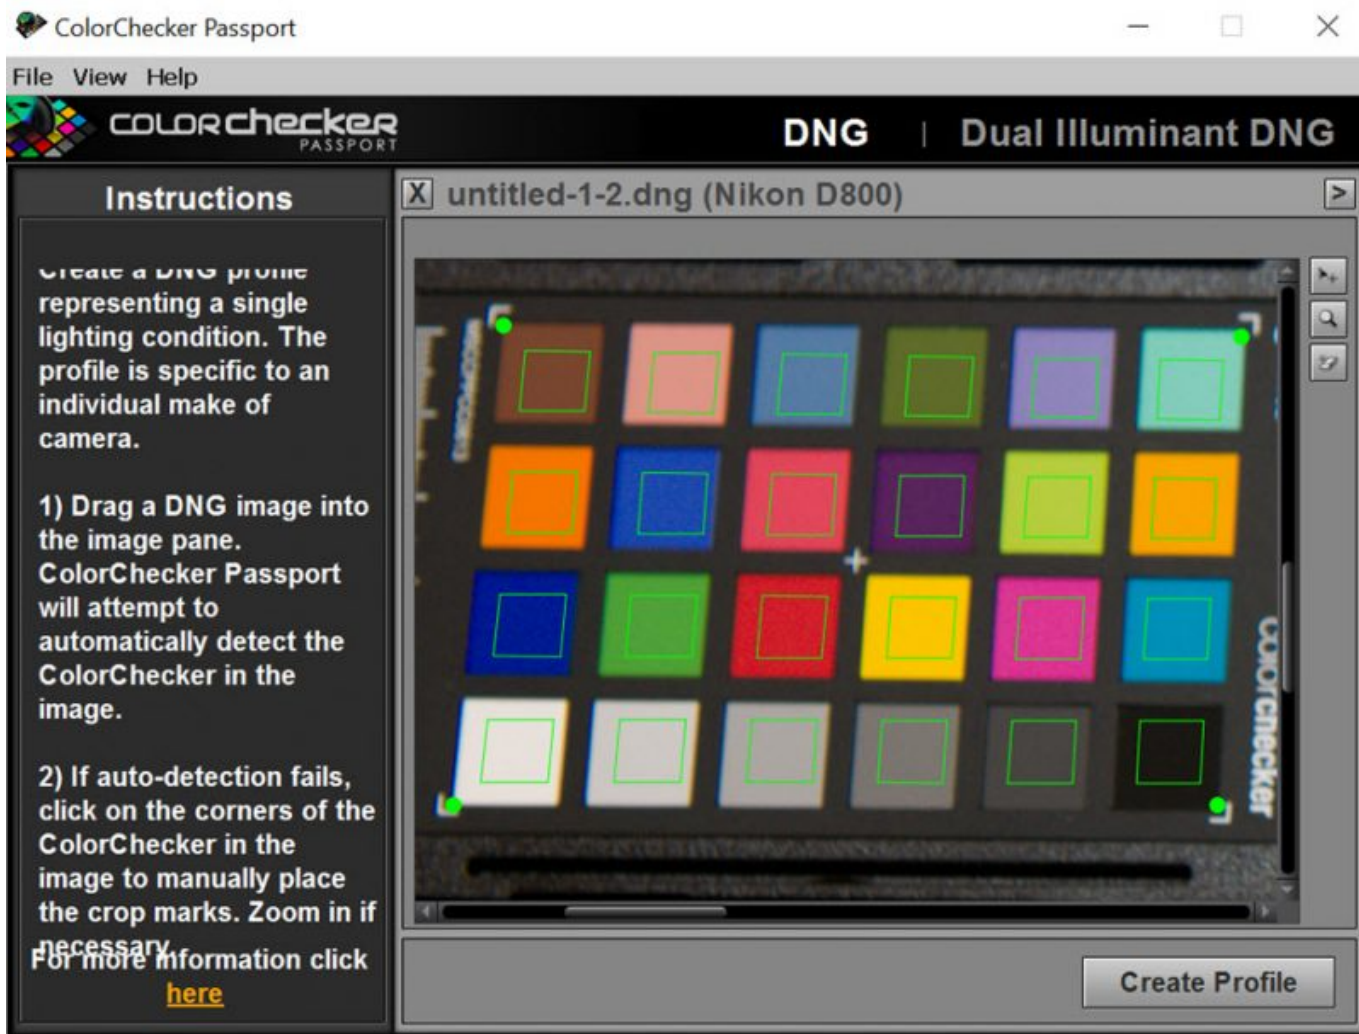 ColorChecker Passport
File View Help
colorchecker
PASSPORT
DNG | Dual Illuminant DNG
Instructions
X untitled-1-2.dng (Nikon D800) >
Create a DNG profile
representing a single
lighting condition. The
profile is specific to an
individual make of
camera.
1) Drag a DNG image into
the image pane.
ColorChecker Passport
will attempt to
automatically detect the
ColorChecker in the
image.
2) If auto-detection fails,
click on the corners of the
ColorChecker in the
image to manually place
the crop marks. Zoom in if
necessary.
For more information click
here
colorchecker
Create Profile